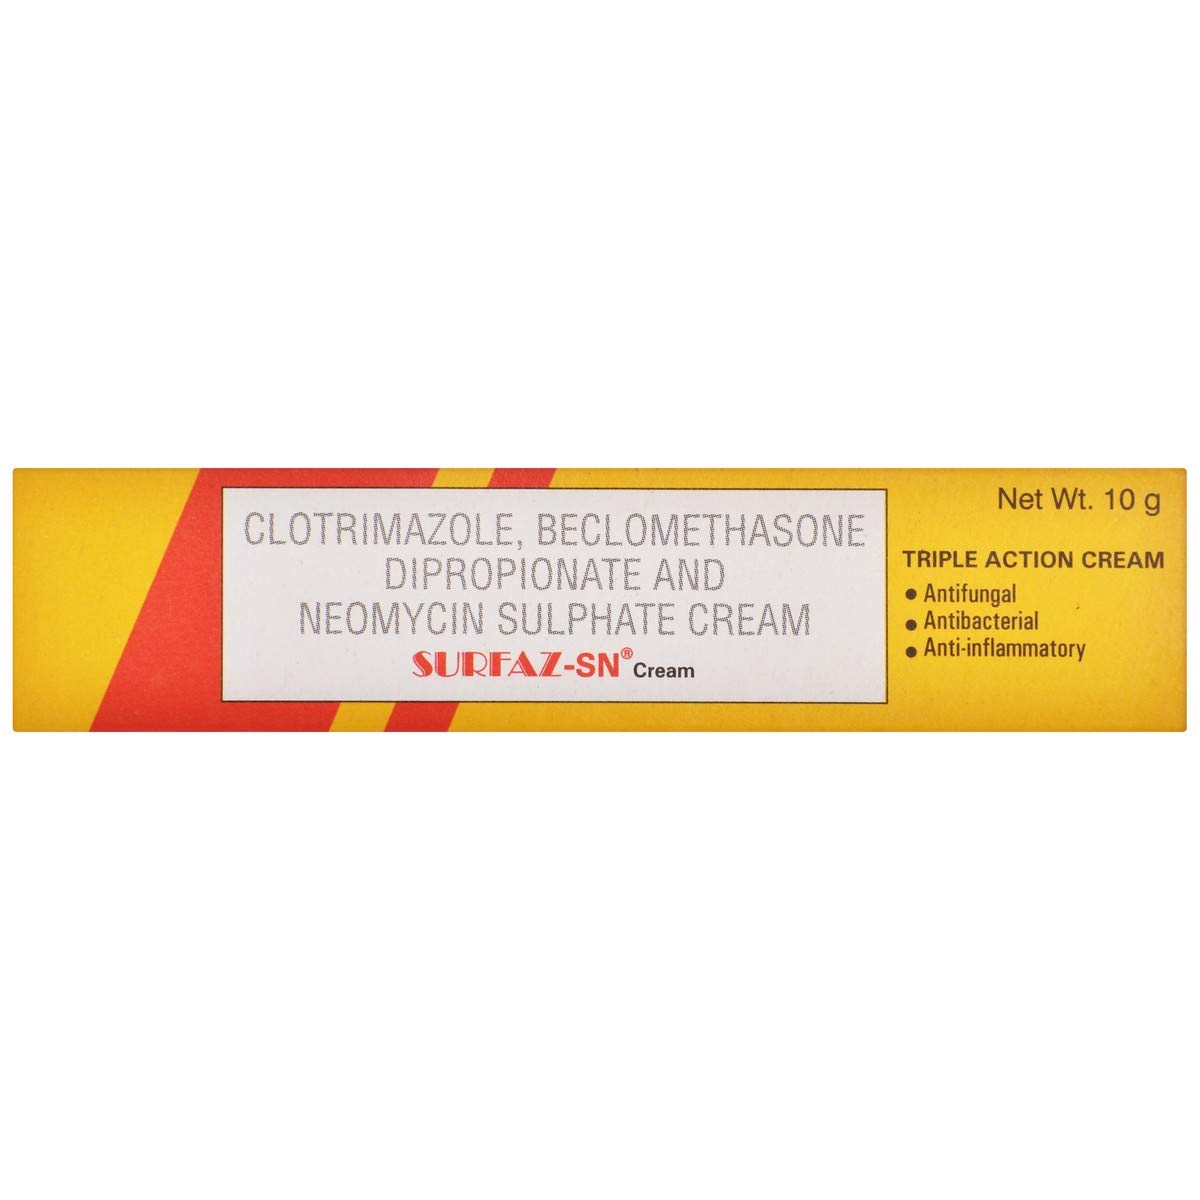 CLOTRIMAZOLE, BECLOMETHASONE
DIPROPIONATE AND
NEOMYCIN SULPHATE CREAM
SURFAZ-SN® Cream
Net Wt. 10 g
TRIPLE ACTION CREAM
• Antifungal
• Antibacterial
• Anti-inflammatory